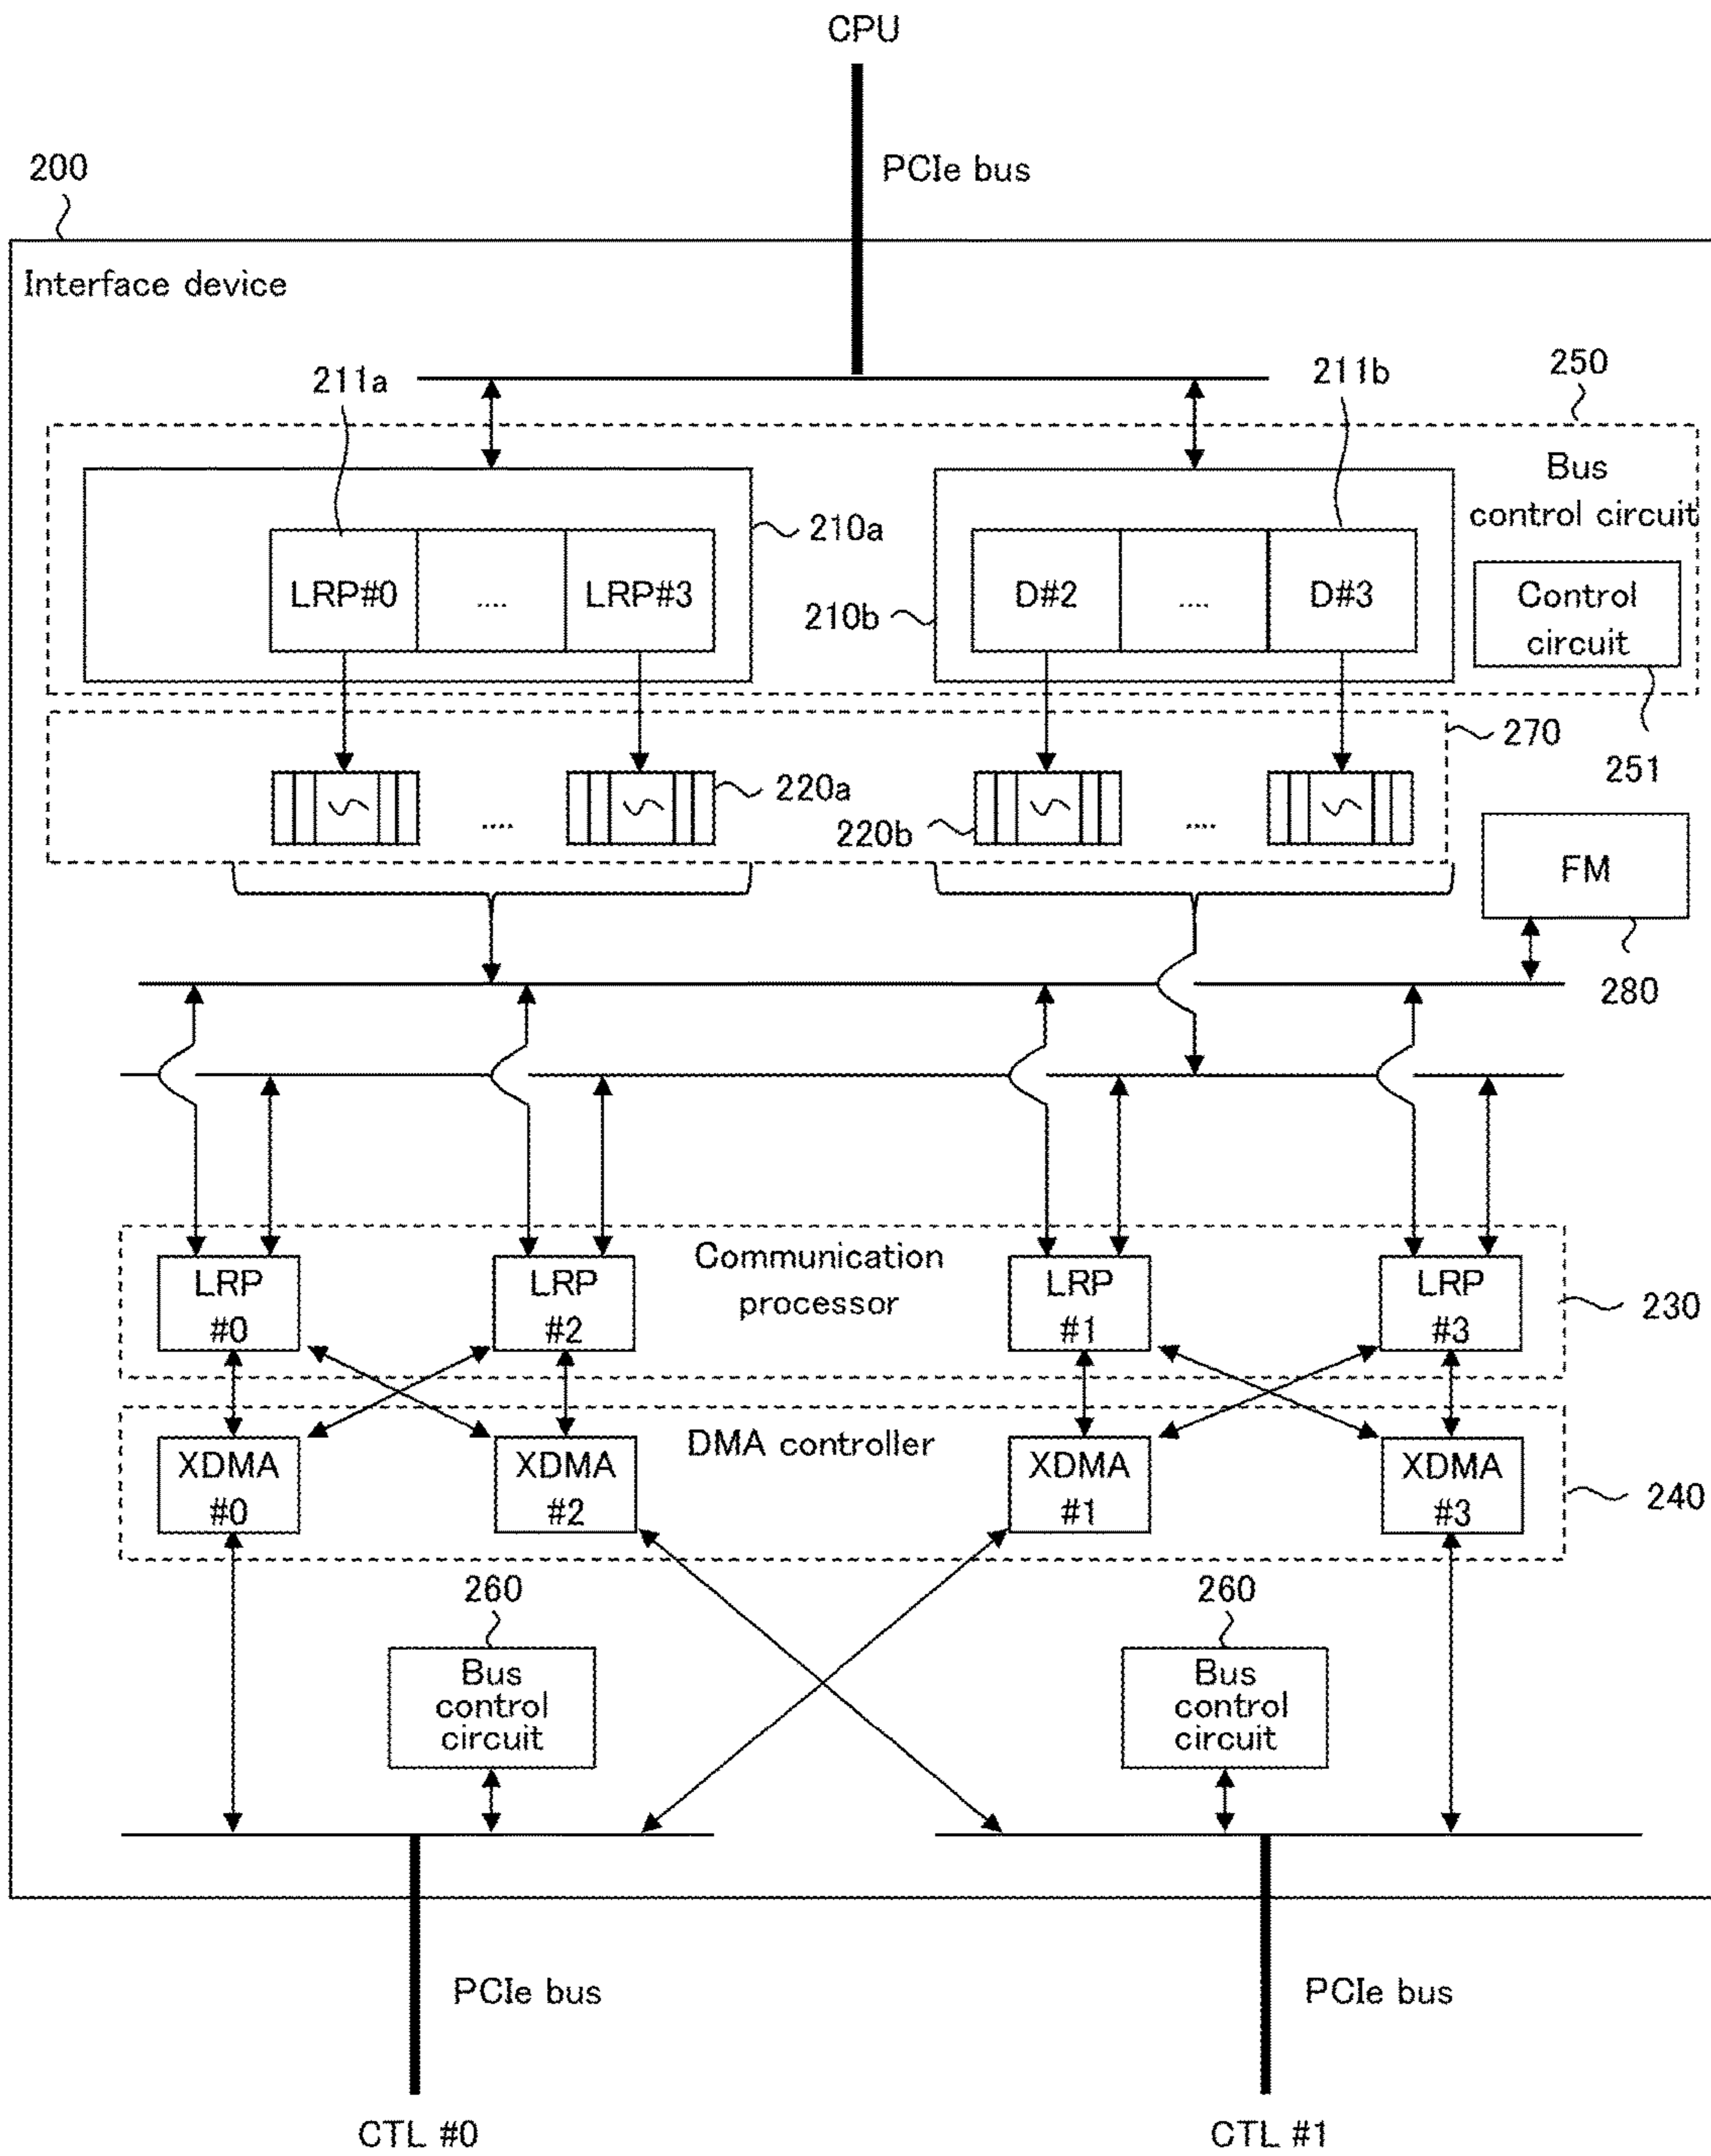 CPU
PCIe bus
200
Interface device
211a
211b
250
Bus
control circuit
210a
LRP#0
....
LRP#3
210b
D#2
....
D#3
Control
circuit
251
270
220a
....
220b
....
FM
280
Communication
processor
LRP
#0
LRP
#2
LRP
#1
LRP
#3
230
DMA controller
XDMA
#0
XDMA
#2
XDMA
#1
XDMA
#3
240
260
260
Bus
control
circuit
Bus
control
circuit
PCIe bus
PCIe bus
CTL #0
CTL #1